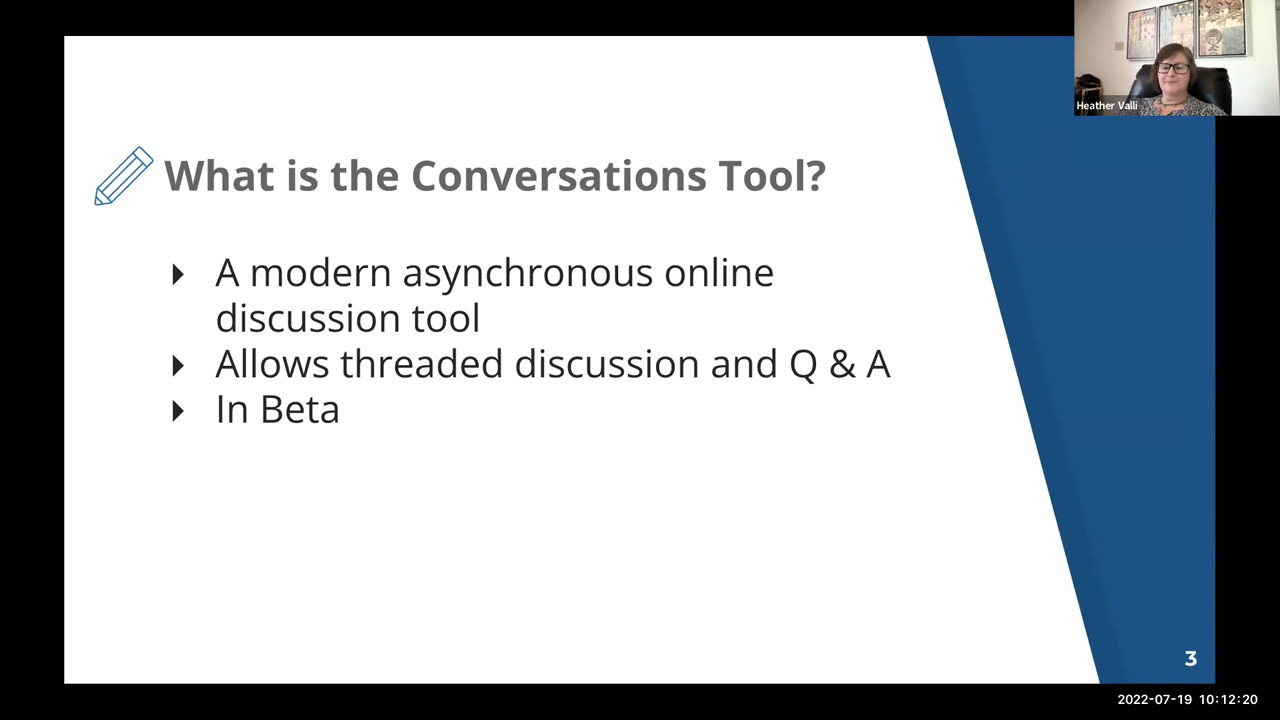 Heather Valli
What is the Conversations Tool?
A modern asynchronous online
discussion tool
Allows threaded discussion and Q & A
In Beta
3
2022-07-19 10:12:20